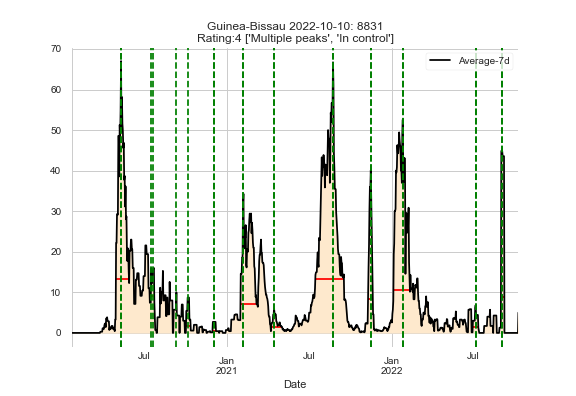 Guinea-Bissau 2022-10-10: 8831
Rating:4 ['Multiple peaks', 'In control']
Average-7d
70
60
50
40
30
20
10
0
Jul
Jan
2021
Jul
Jan
2022
Jul
Date